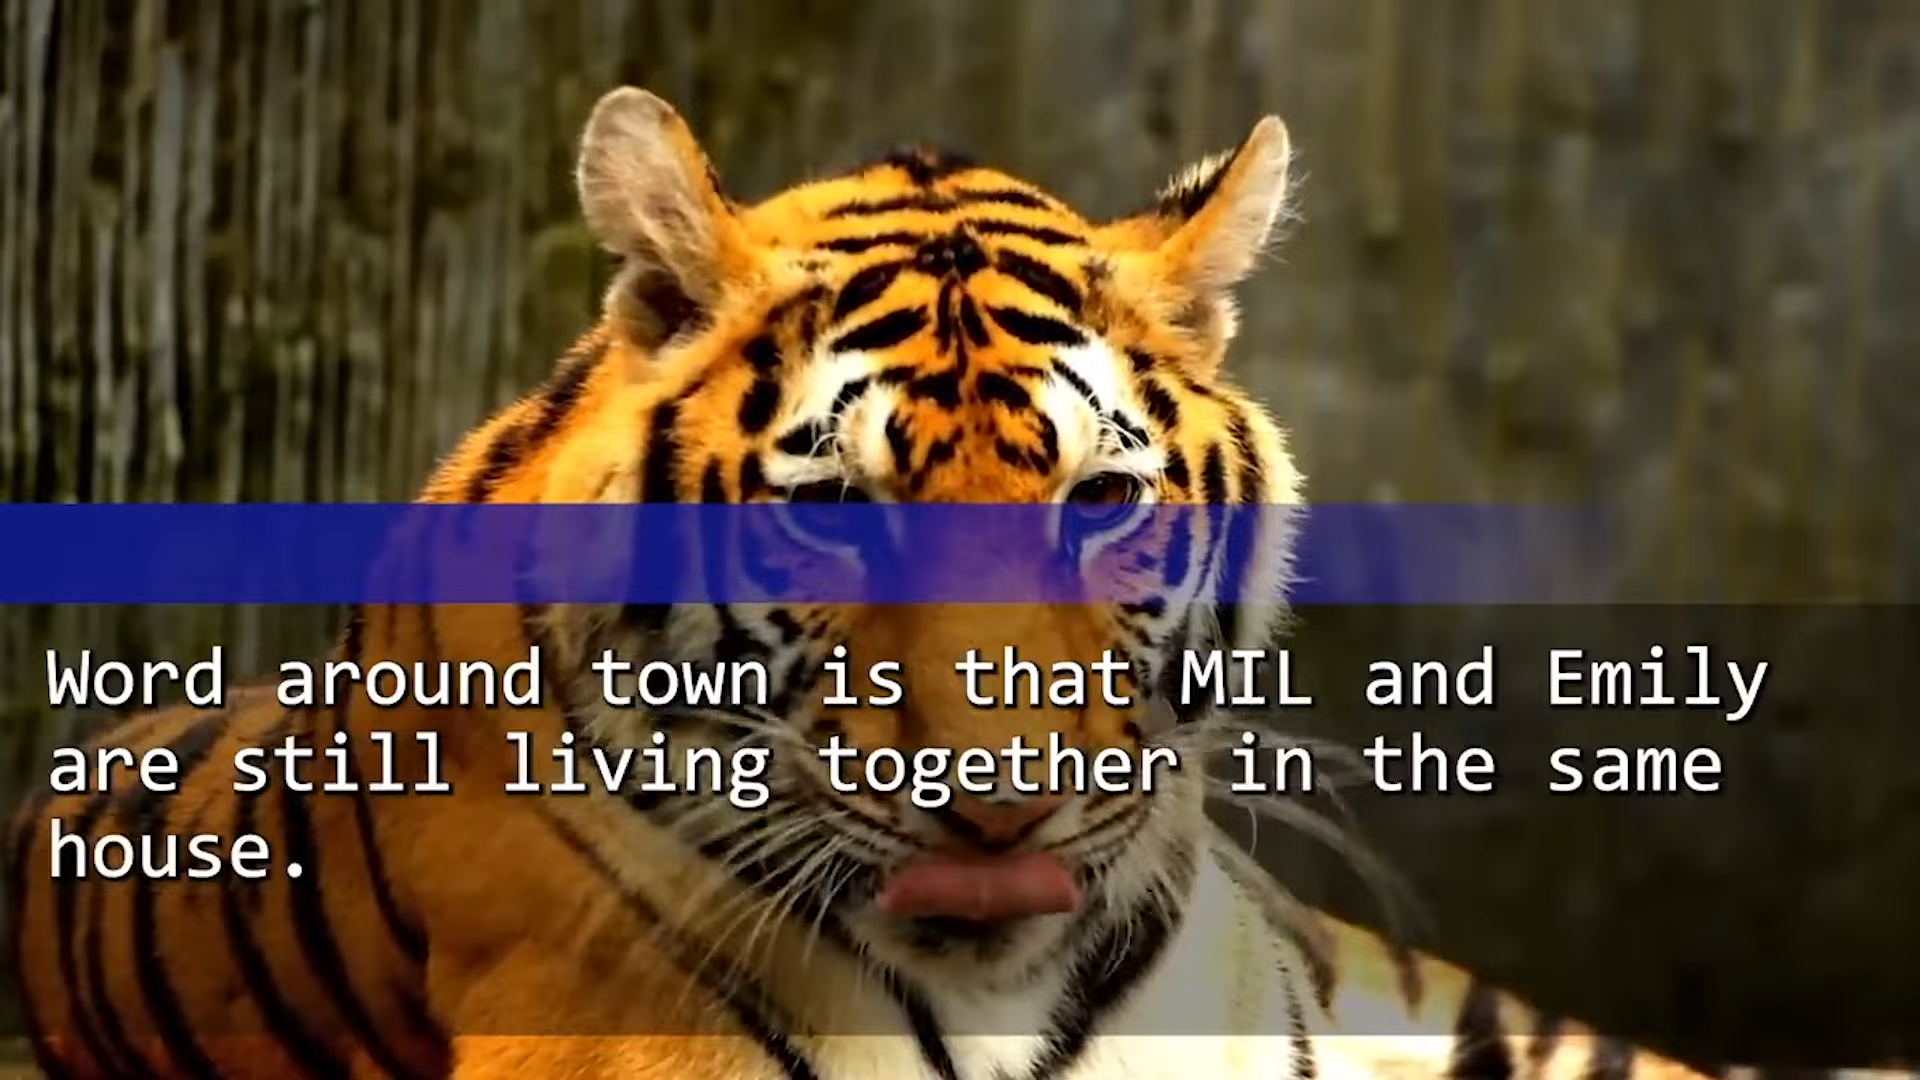 Word around town is that MIL and Emily
are still living together in the same
house.